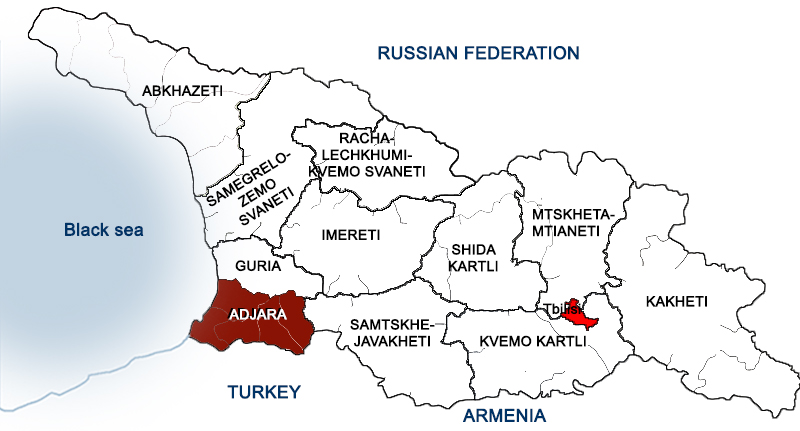 RUSSIAN FEDERATION
ABKHAZETI
RACHA-
LECHKHUMI-
KVEMO SVANETI
SAMEGRELO-
ZEMO
SVANETI
MTSKHETA-
MTIANETI
Black sea
IMERETI
SHIDA
KARTLI
GURIA
KAKHETI
ADJARA
Tbilisi
SAMTSKHE-
JAVAKHETI
KVEMO KARTLI
TURKEY
ARMENIA